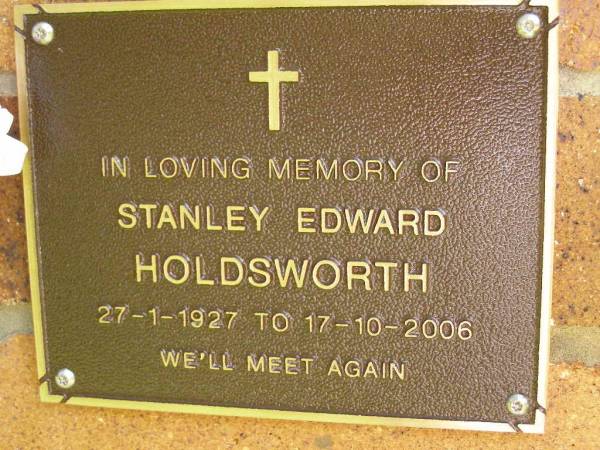 IN LOVING MEMORY OF
STANLEY EDWARD
HOLDSWORTH
27-1-1927 TO 17-10-2006
WE'LL MEET AGAIN